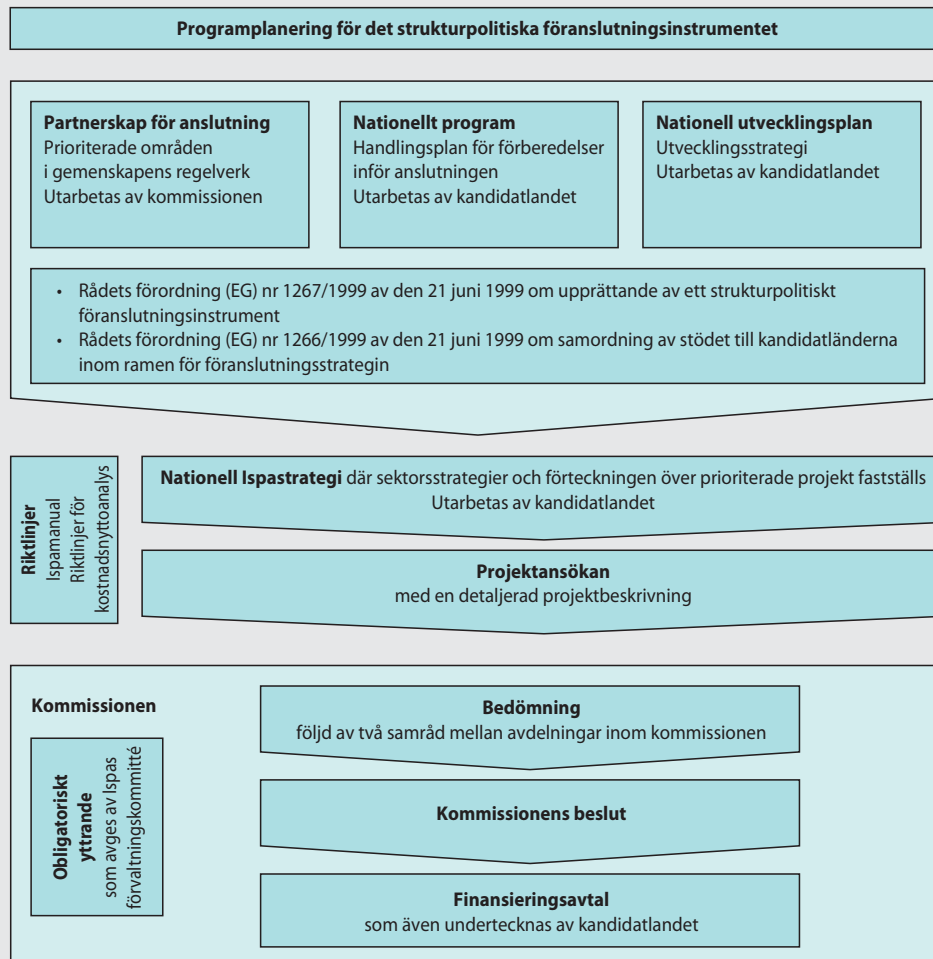 Programplanering för det strukturpolitiska föranslutningsinstrumentet
Partnerskap för anslutning
Prioriterade områden
i gemenskapens regelverk
Utarbetas av kommissionen
Nationellt program
Handlingsplan för förberedelser
inför anslutningen
Utarbetas av kandidatlandet
Nationell utvecklingsplan
Utvecklingsstrategi
Utarbetas av kandidatlandet
• Rådets förordning (EG) nr 1267/1999 av den 21 juni 1999 om upprättande av ett strukturpolitiskt
föranslutningsinstrument
• Rådets förordning (EG) nr 1266/1999 av den 21 juni 1999 om samordning av stödet till kandidatländerna
inom ramen för föranslutningsstrategin
Riktlinjer
Ispamanual
Riktlinjer för
kostnadsnyttoanalys
Nationell Ispastrategi där sektorsstrategier och förteckningen över prioriterade projekt fastställs
Utarbetas av kandidatlandet
Projektansökan
med en detaljerad projektbeskrivning
Kommissionen
Obligatoriskt
yttrande
som avges av Ispas
förvaltningskommitté
Bedömning
följd av två samråd mellan avdelningar inom kommissionen
Kommissionens beslut
Finansieringsavtal
som även undertecknas av kandidatlandet